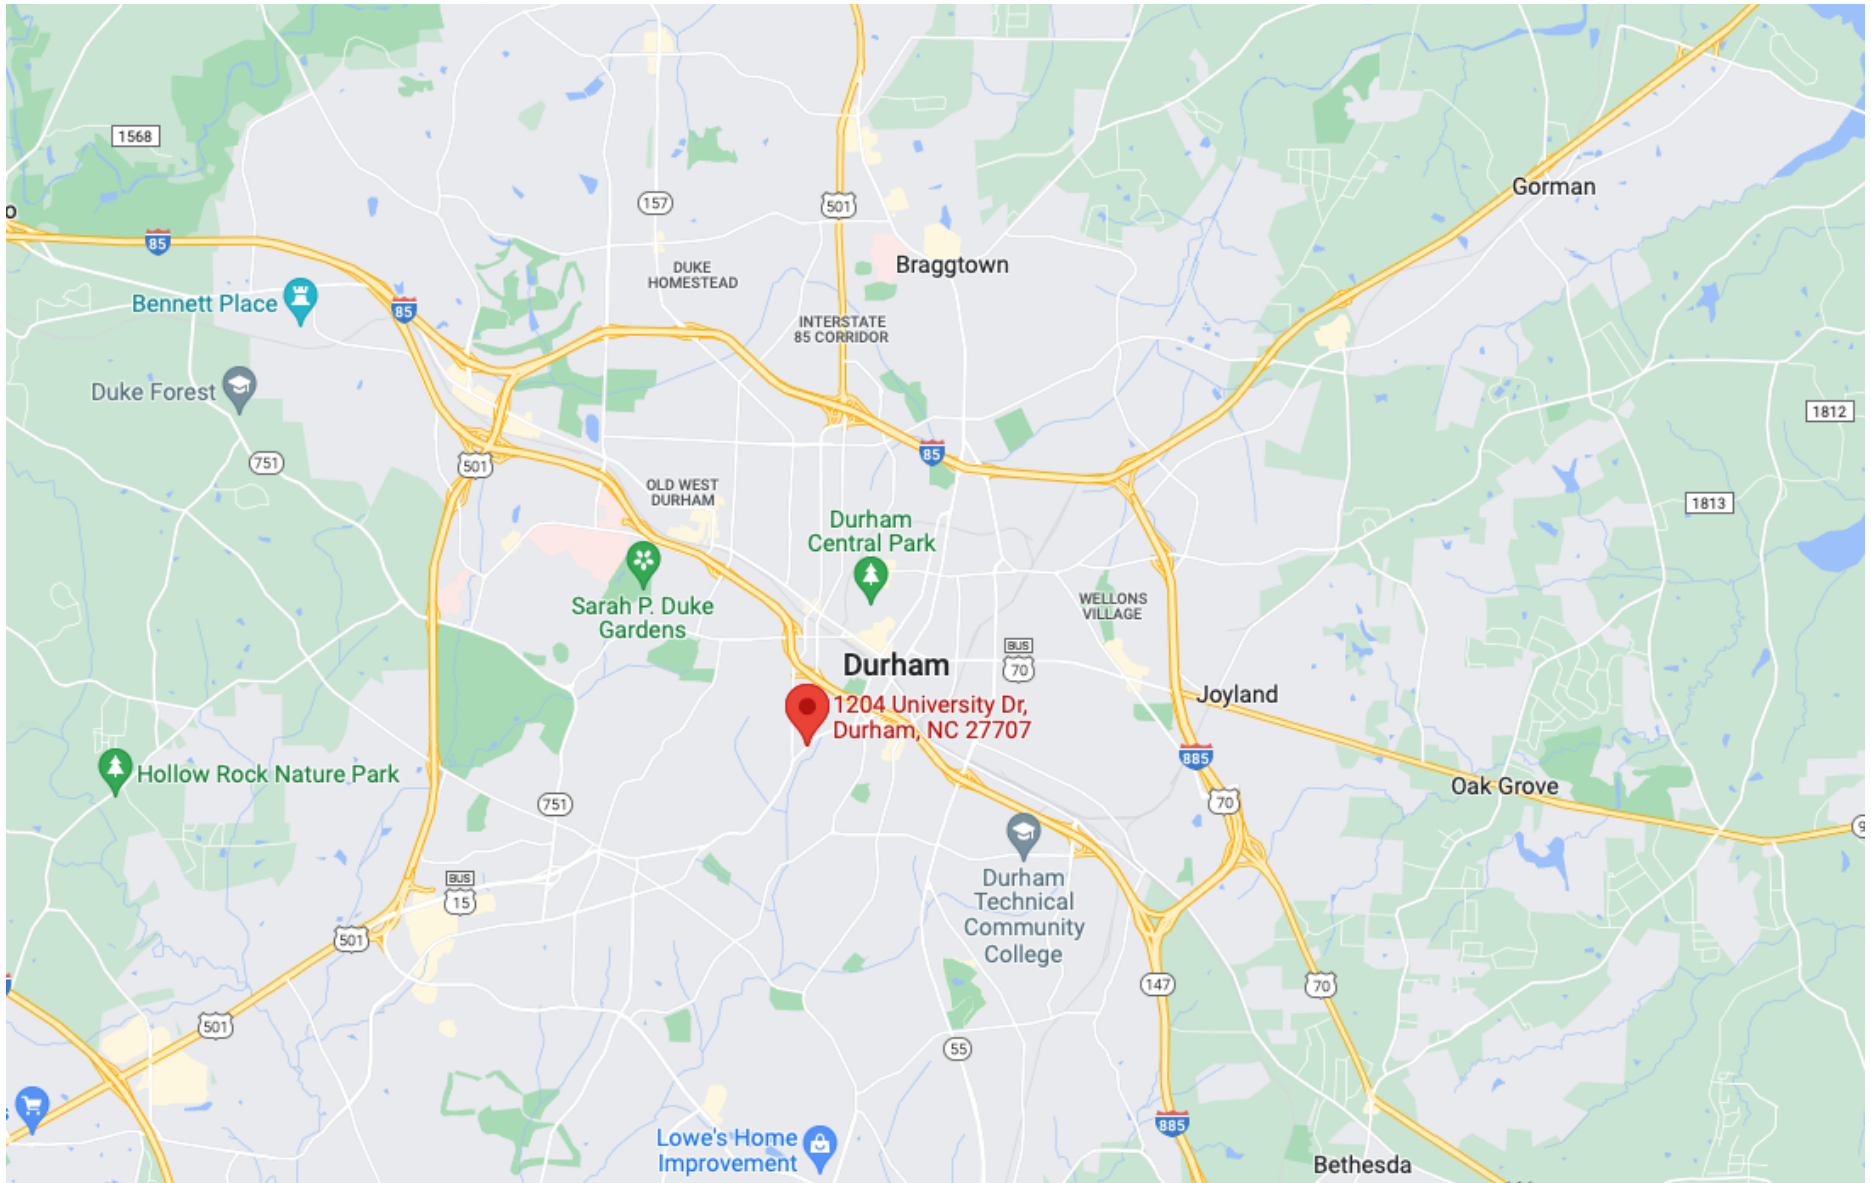 1568
o
85
157
501
Gorman
Braggtown
DUKE
HOMESTEAD
Bennett Place
85
INTERSTATE
85 CORRIDOR
Duke Forest
1812
751
501
85
OLD WEST
DURHAM
1813
Durham
Central Park
Sarah P. Duke
Gardens
WELLONS
VILLAGE
BUS
70
Durham
1204 University Dr,
Durham, NC 27707
Joyland
885
Hollow Rock Nature Park
Oak Grove
751
70
9
Durham
Technical
Community
College
BUS
15
501
147
70
501
55
885
Lowe's Home
Improvement
Bethesda